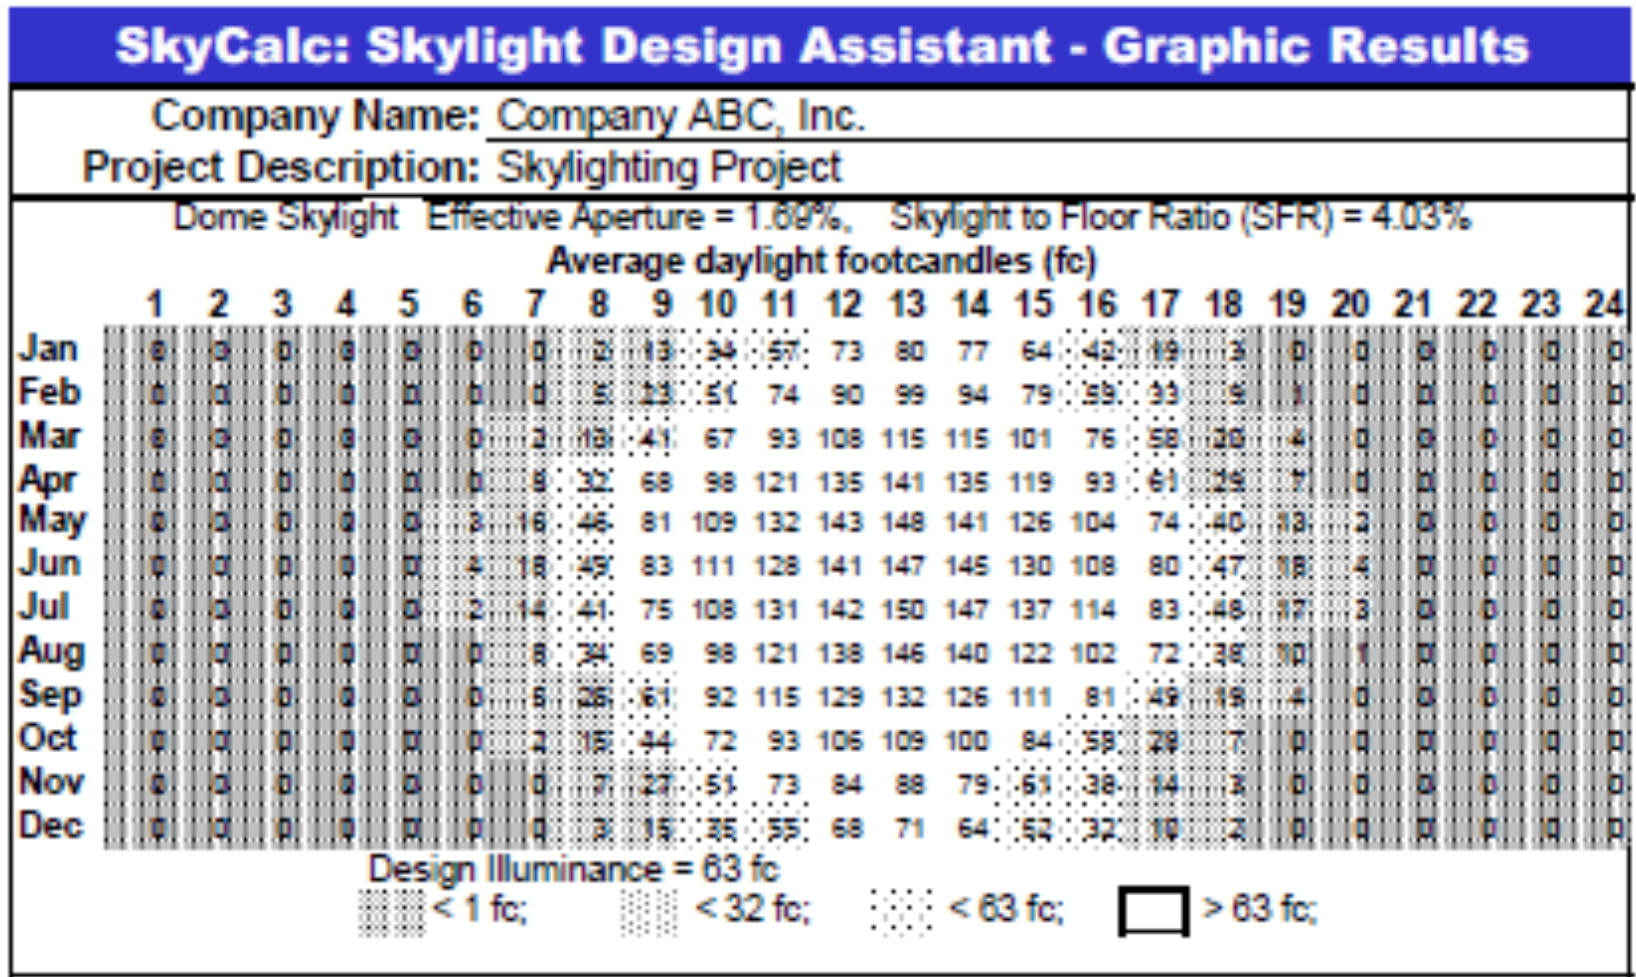 SkyCalc: Skylight Design Assistant - Graphic Results
Company Name: Company ABC, Inc.
Project Description: Skylighting Project
Dome Skylight Effective Aperture = 1.69%, Skylight to Floor Ratio (SFR) = 4.03%
Average daylight footcandles (fc)
1 2 3 4 5 6 7 8 9 10 11 12 13 14 15 16 17 18 19 20 21 22 23 24
Jan 0 0 0 0 0 0 0 2 13 34 57 73 80 77 64 42 19 3 0 0 0 0 0 0
Feb 0 0 0 0 0 0 0 5 23 51 74 90 99 94 79 59 33 9 1 0 0 0 0 0
Mar 0 0 0 0 0 0 2 41 67 93 108 115 115 101 76 58 20 4 0 0 0 0 0
Apr 0 0 0 0 0 0 8 32 68 98 121 135 141 135 119 93 61 29 7 0 0 0 0 0
May 0 0 0 0 0 3 16 46 81 109 132 143 148 141 126 104 74 40 13 2 0 0 0 0
Jun 0 0 0 0 0 4 18 49 83 111 128 141 147 145 130 108 80 47 18 4 0 0 0 0
Jul 0 0 0 0 0 2 14 41 75 108 131 142 150 147 137 114 83 48 17 3 0 0 0 0
Aug 0 0 0 0 0 0 8 34 69 98 121 138 146 140 122 102 72 38 10 1 0 0 0 0
Sep 0 0 0 0 0 0 61 92 115 129 132 126 111 81 49 19 4 0 0 0 0 0
Oct 0 0 0 0 0 0 2 15 44 72 93 106 109 100 84 58 28 7 0 0 0 0 0 0
Nov 0 0 0 0 0 0 0 7 27 51 73 84 88 79 61 38 14 3 0 0 0 0 0 0
Dec 0 0 0 0 0 0 0 3 15 35 55 68 71 64 52 32 10 2 0 0 0 0 0 0
Design Illuminance = 63 fc
< 1 fc; < 32 fc; < 63 fc; > 63 fc;